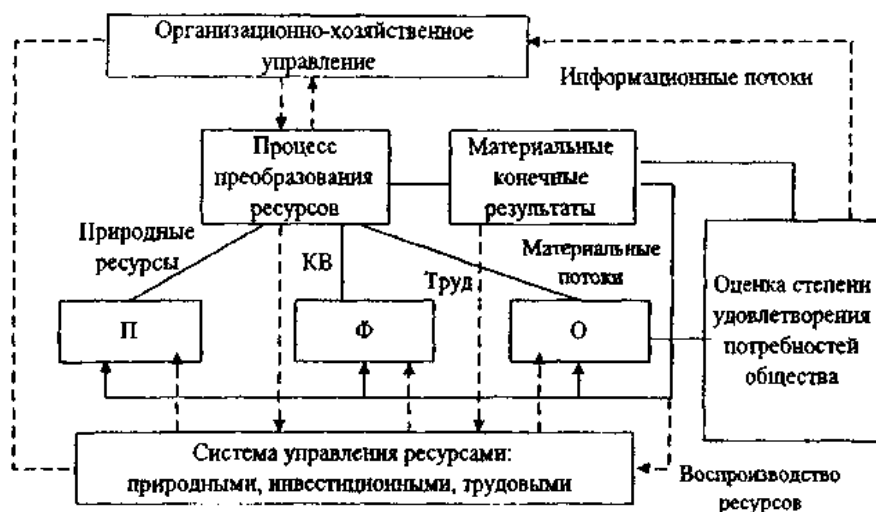 Организационно-хозяйственное
управление
Информационные потоки
Процесс
преобразования
ресурсов
Материальные
конечные
результаты
Природные
ресурсы
КВ
Труд
Материальные
потоки
П
Ф
О
Оценка степени
удовлетворения
потребностей
общества
Система управления ресурсами:
природными, инвестиционными, трудовыми
Воспроизводство
ресурсов